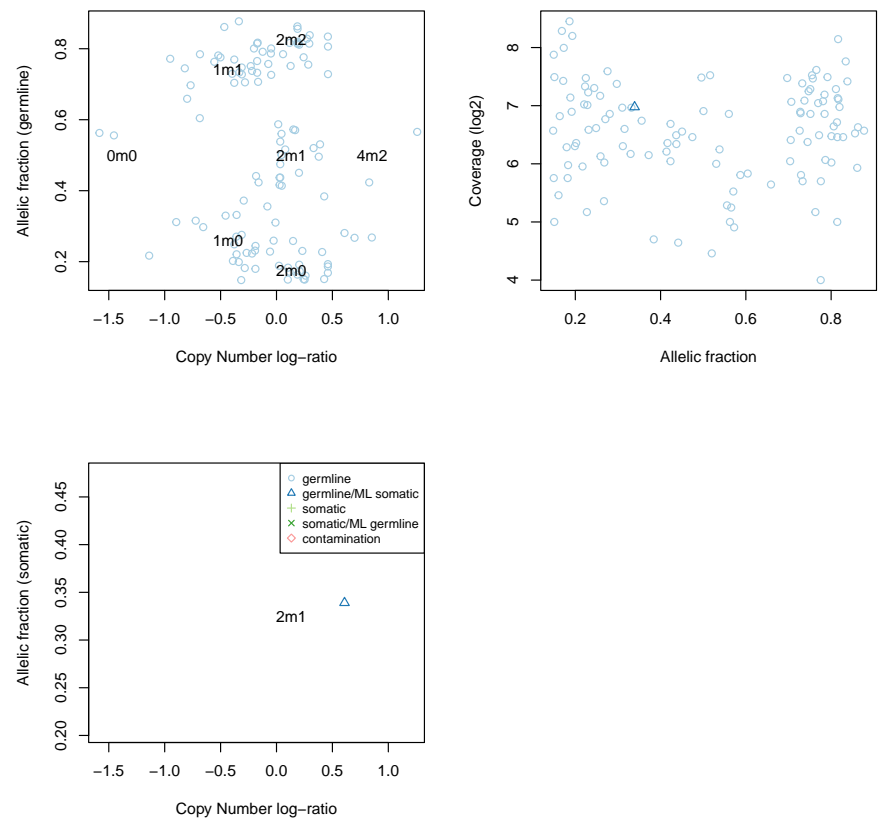 Allelic fraction (germline)
0.8
0.6
0.4
0.2
2m2
1m1
0m0
2m1
4m2
1m0
2m0
−1.5 −1.0 −0.5 0.0 0.5 1.0
Copy Number log−ratio
Coverage (log2)
8
7
6
5
4
0.2 0.4 0.6 0.8
Allelic fraction
Allelic fraction (somatic)
0.45
0.40
0.35
0.30
0.25
0.20
germline
germline/ML somatic
somatic
somatic/ML germline
contamination
2m1
−1.5 −1.0 −0.5 0.0 0.5 1.0
Copy Number log−ratio